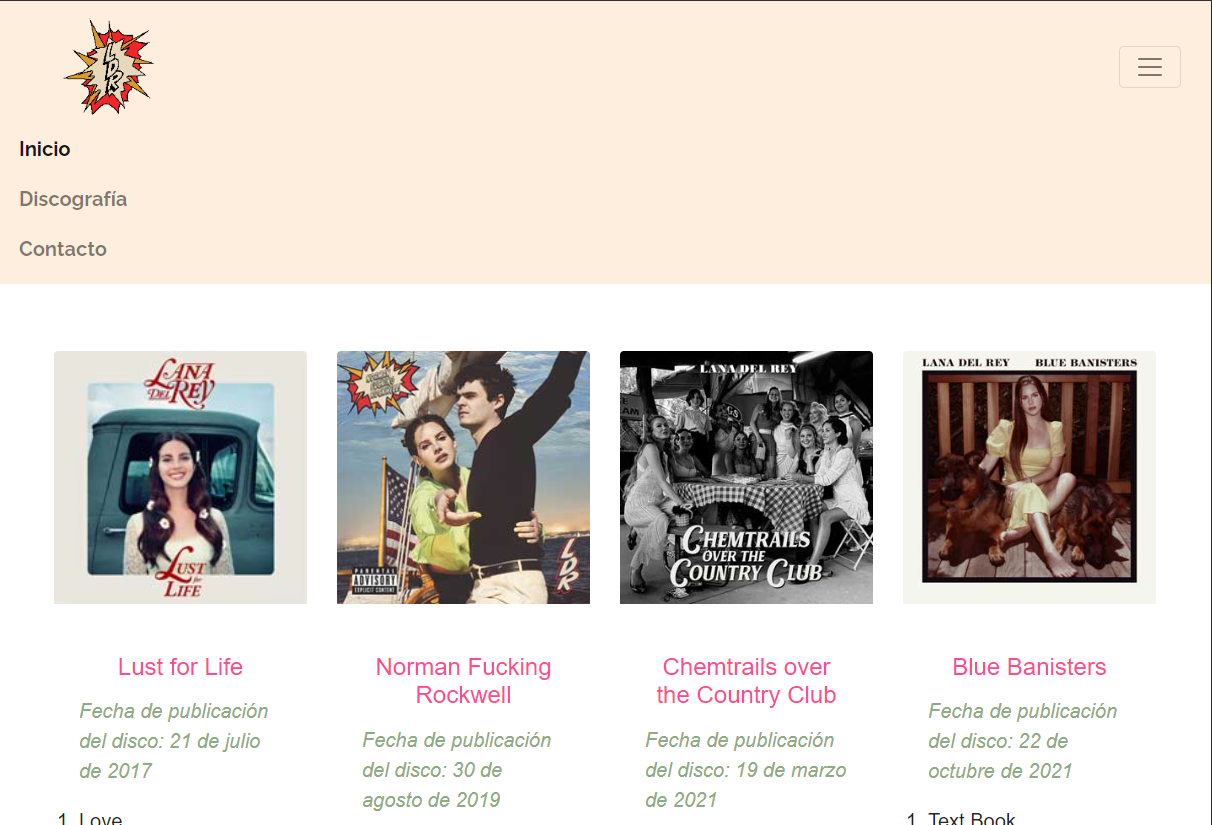 LDR
Inicio
Discografía
Contacto
LANA
DEL REY
LUST
for
LIFE
PARENTAL
ADVISORY
EXPLICIT CONTENT
LDR
LANA DEL REY
CHEMTRAILS
OVER THE
COUNTRY CLUB
LANA DEL REY BLUE BANISTERS
Lust for Life
Fecha de publicación
del disco: 21 de julio
de 2017
1. Love
Norman Fucking
Rockwell
Fecha de publicación
del disco: 30 de
agosto de 2019
Chemtrails over
the Country Club
Fecha de publicación
del disco: 19 de marzo
de 2021
Blue Banisters
Fecha de publicación
del disco: 22 de
octubre de 2021
1. Text Book